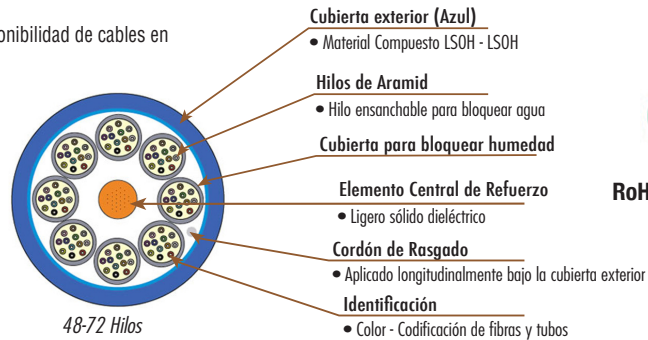 onibilidad de cables en
Cubierta exterior (Azul)
• Material Compuesto LSOH - LSOH
Hilos de Aramid
• Hilo ensanchable para bloquear agua
Cubierta para bloquear humedad
Elemento Central de Refuerzo
• Ligero sólido dieléctrico
Cordón de Rasgado
• Aplicado longitudinalmente bajo la cubierta exterior
Identificación
• Color - Codificación de fibras y tubos
48-72 Hilos
RoH